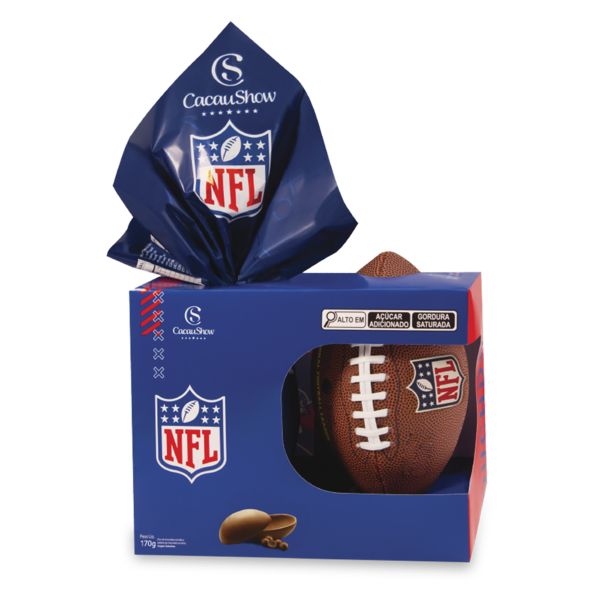 CacauShow
NFL
CacauShow
ALTO EM
AÇÚCAR
ADICIONADO
GORDURA
SATURADA
NFL
NFL
170g